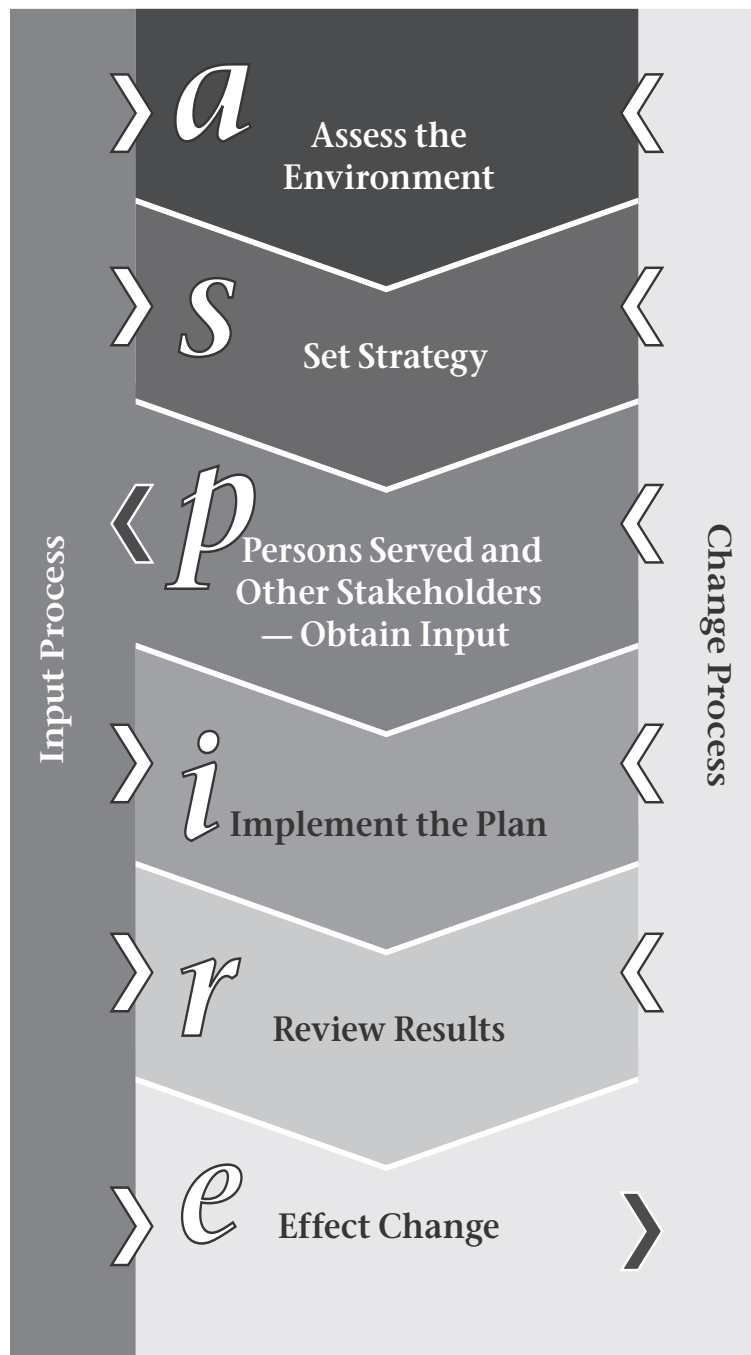 a
Assess the
Environment
s
Set Strategy
p
Persons Served and
Other Stakeholders
— Obtain Input
i
Implement the Plan
r
Review Results
e
Effect Change
Input Process
Change Process